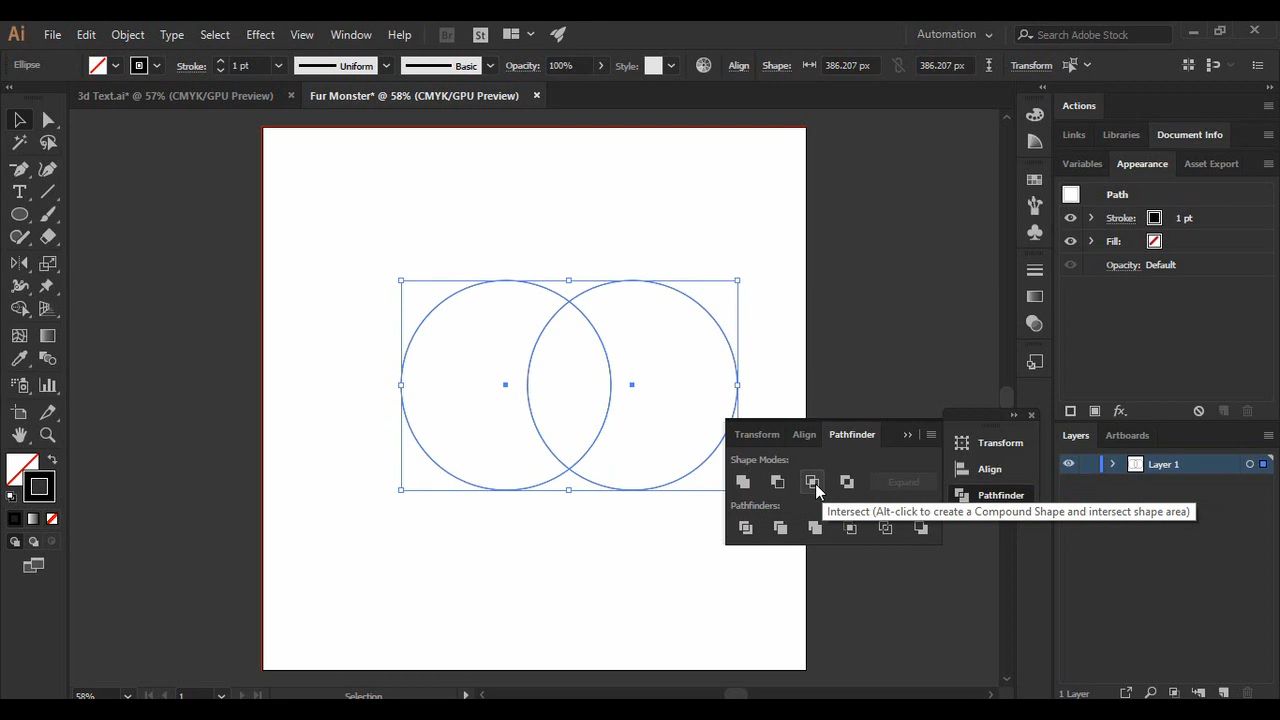 Ai File Edit Object Type Select Effect View Window Help Br St Automation Search Adobe Stock
Ellipse Stroke: 1 pt Uniform Basic Opacity: 100% Style: Align Shape: 386.207 px 386.207 px Transform
3d Text.ai* @ 57% (CMYK/GPU Preview) × Fur Monster* @ 58% (CMYK/GPU Preview) ×
Actions
Links Libraries Document Info
Variables Appearance Asset Export
Path
Stroke: 1 pt
Fill:
Opacity: Default
Transform Align Pathfinder
Shape Modes:
Expand
Pathfinders:
Transform
Align
Pathfinder
Intersect (Alt-click to create a Compound Shape and intersect shape area)
Layers Artboards
Layer 1
58% 1 Selection
1 Layer